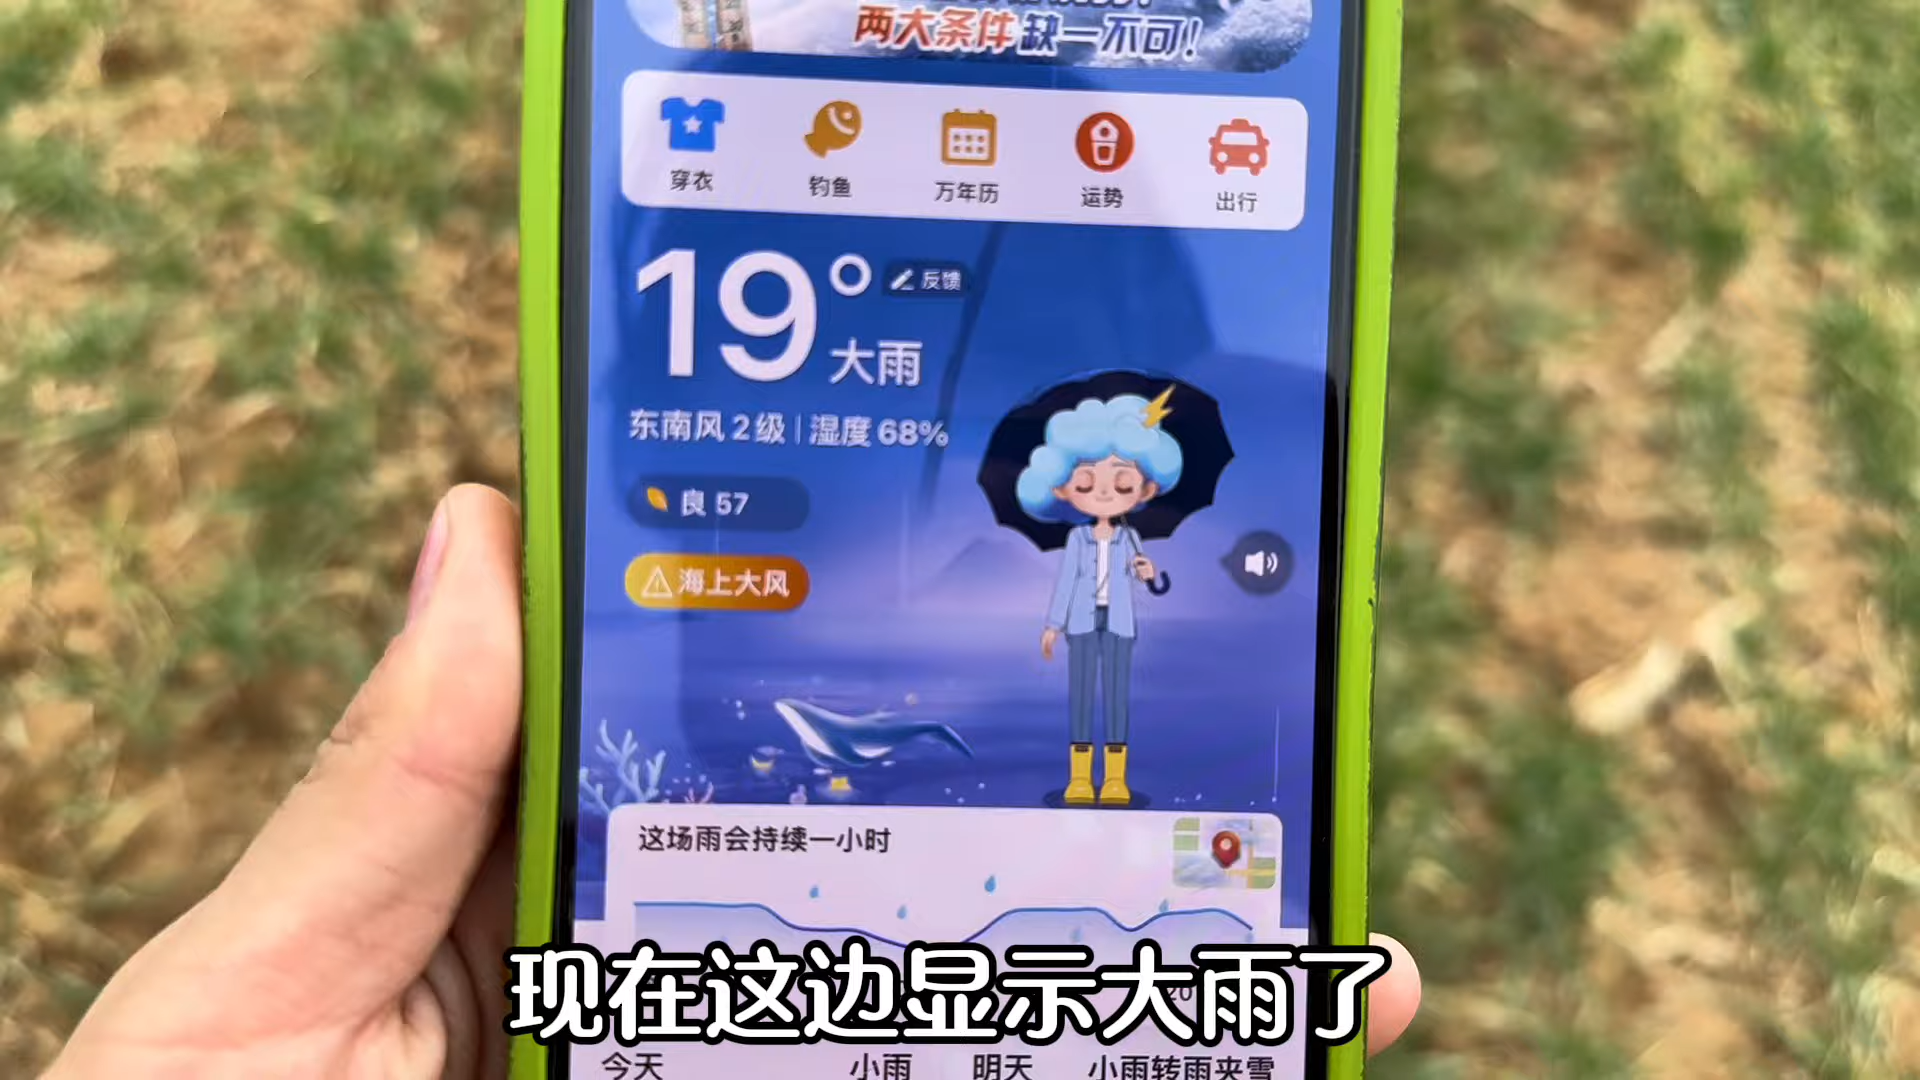 两大条件缺一不可!
穿衣
钓鱼
万年历
运势
出行
19°
反馈
大雨
东南风2级|湿度68%
良 57
海上大风
这场雨会持续一小时
现在这边显示大雨了
今天
小雨
明天
小雨转雨夹雪